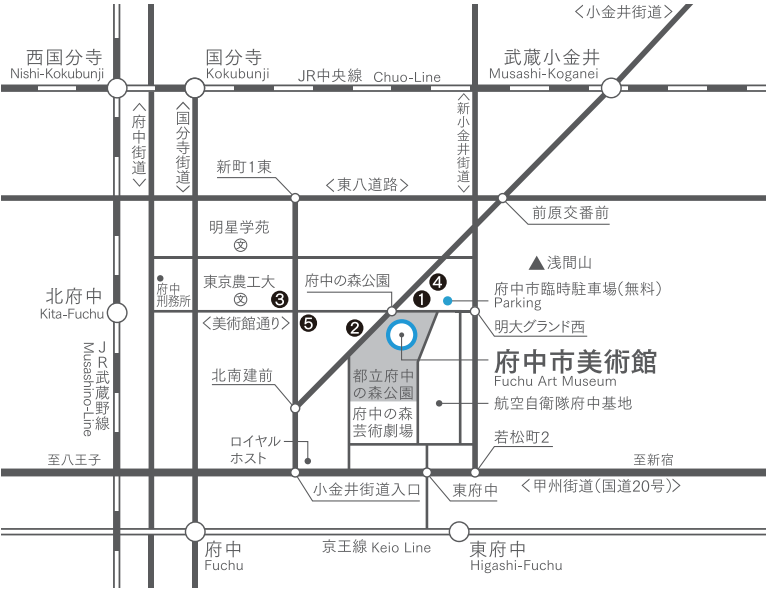 〈小金井街道〉
西国分寺
Nishi-Kokubunji
国分寺
Kokubunji
JR中央線 Chuo-Line
武蔵小金井
Musashi-Koganei
〈府中街道〉
〈国分寺街道〉
〈新小金井街道〉
新町1東
〈東八道路〉
前原交番前
明星学苑
文
浅間山
府中
刑務所
東京農工大
文
府中の森公園
府中市臨時駐車場(無料)
Parking
北府中
Kita-Fuchu
3
4
1
〈美術館通り〉
5
2
明大グランド西
JR武蔵野線
Musashino-Line
北南建前
都立府中
の森公園
府中市美術館
Fuchu Art Museum
府中の森
芸術劇場
航空自衛隊府中基地
ロイヤル
ホスト
若松町2
至八王子
至新宿
小金井街道入口
東府中
〈甲州街道(国道20号)〉
府中
Fuchu
京王線 Keio Line
東府中
Higashi-Fuchu